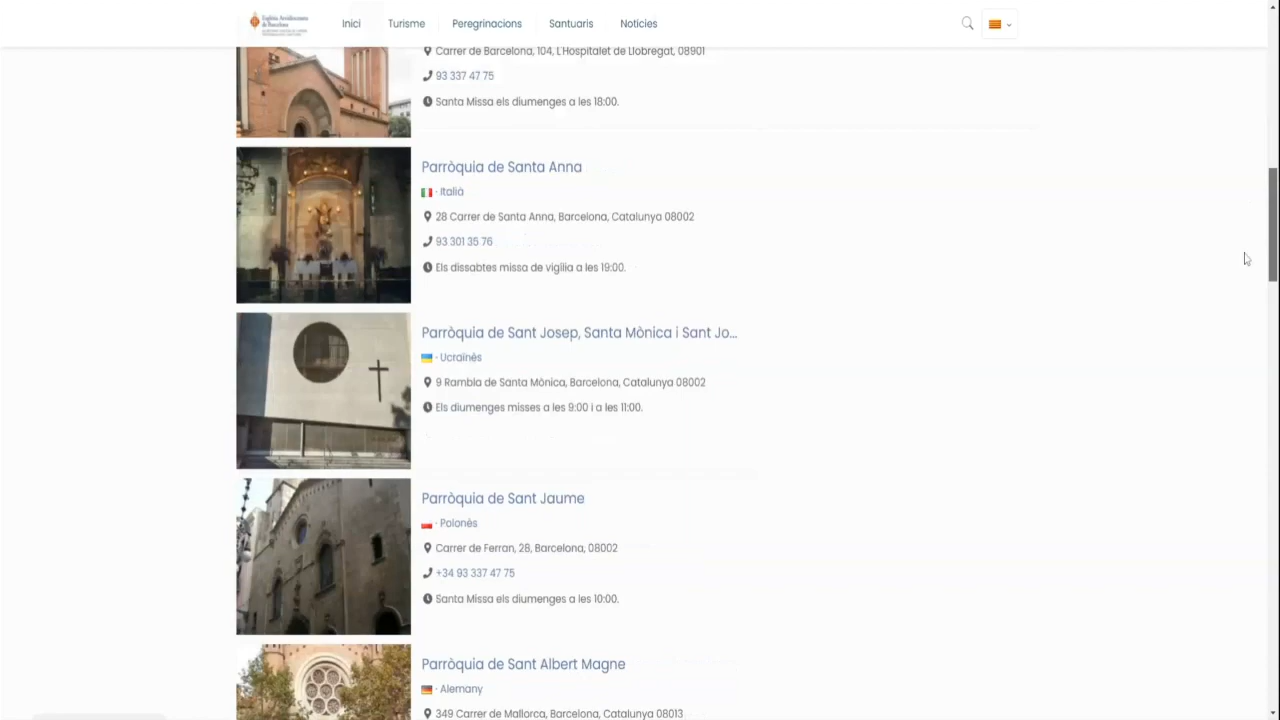 Església Arxidiocesana
de Barcelona
Inici
Turisme
Peregrinacions
Santuaris
Notícies
Carrer de Barcelona, 104, L'Hospitalet de Llobregat, 08901
93 337 47 75
Santa Missa els diumenges a les 18:00.
Parròquia de Santa Anna
· Italià
28 Carrer de Santa Anna, Barcelona, Catalunya 08002
93 301 35 76
Els dissabtes missa de vigília a les 19:00.
Parròquia de Sant Josep, Santa Mònica i Sant Jo...
· Ucraïnès
9 Rambla de Santa Mònica, Barcelona, Catalunya 08002
Els diumenges misses a les 9:00 i a les 11:00.
Parròquia de Sant Jaume
· Polonès
Carrer de Ferran, 28, Barcelona, 08002
+34 93 337 47 75
Santa Missa els diumenges a les 10:00.
Parròquia de Sant Albert Magne
· Alemany
349 Carrer de Mallorca, Barcelona, Catalunya 08013